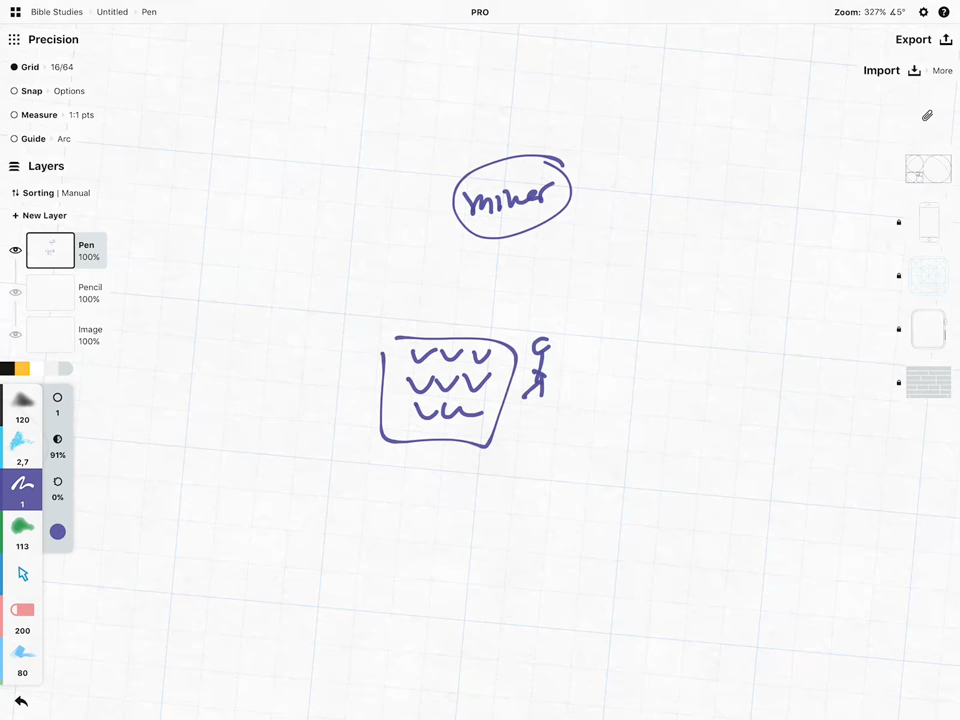 Bible Studies › Untitled › Pen
PRO
Zoom: 327% ∡5°
Precision
Export
Grid › 16/64
Import
More
Snap › Options
Measure › 1:1 pts
Guide › Arc
Layers
Sorting | Manual
+ New Layer
Pen
100%
Pencil
100%
Image
100%
120
1
2,7
91%
1
0%
113
200
80
miner